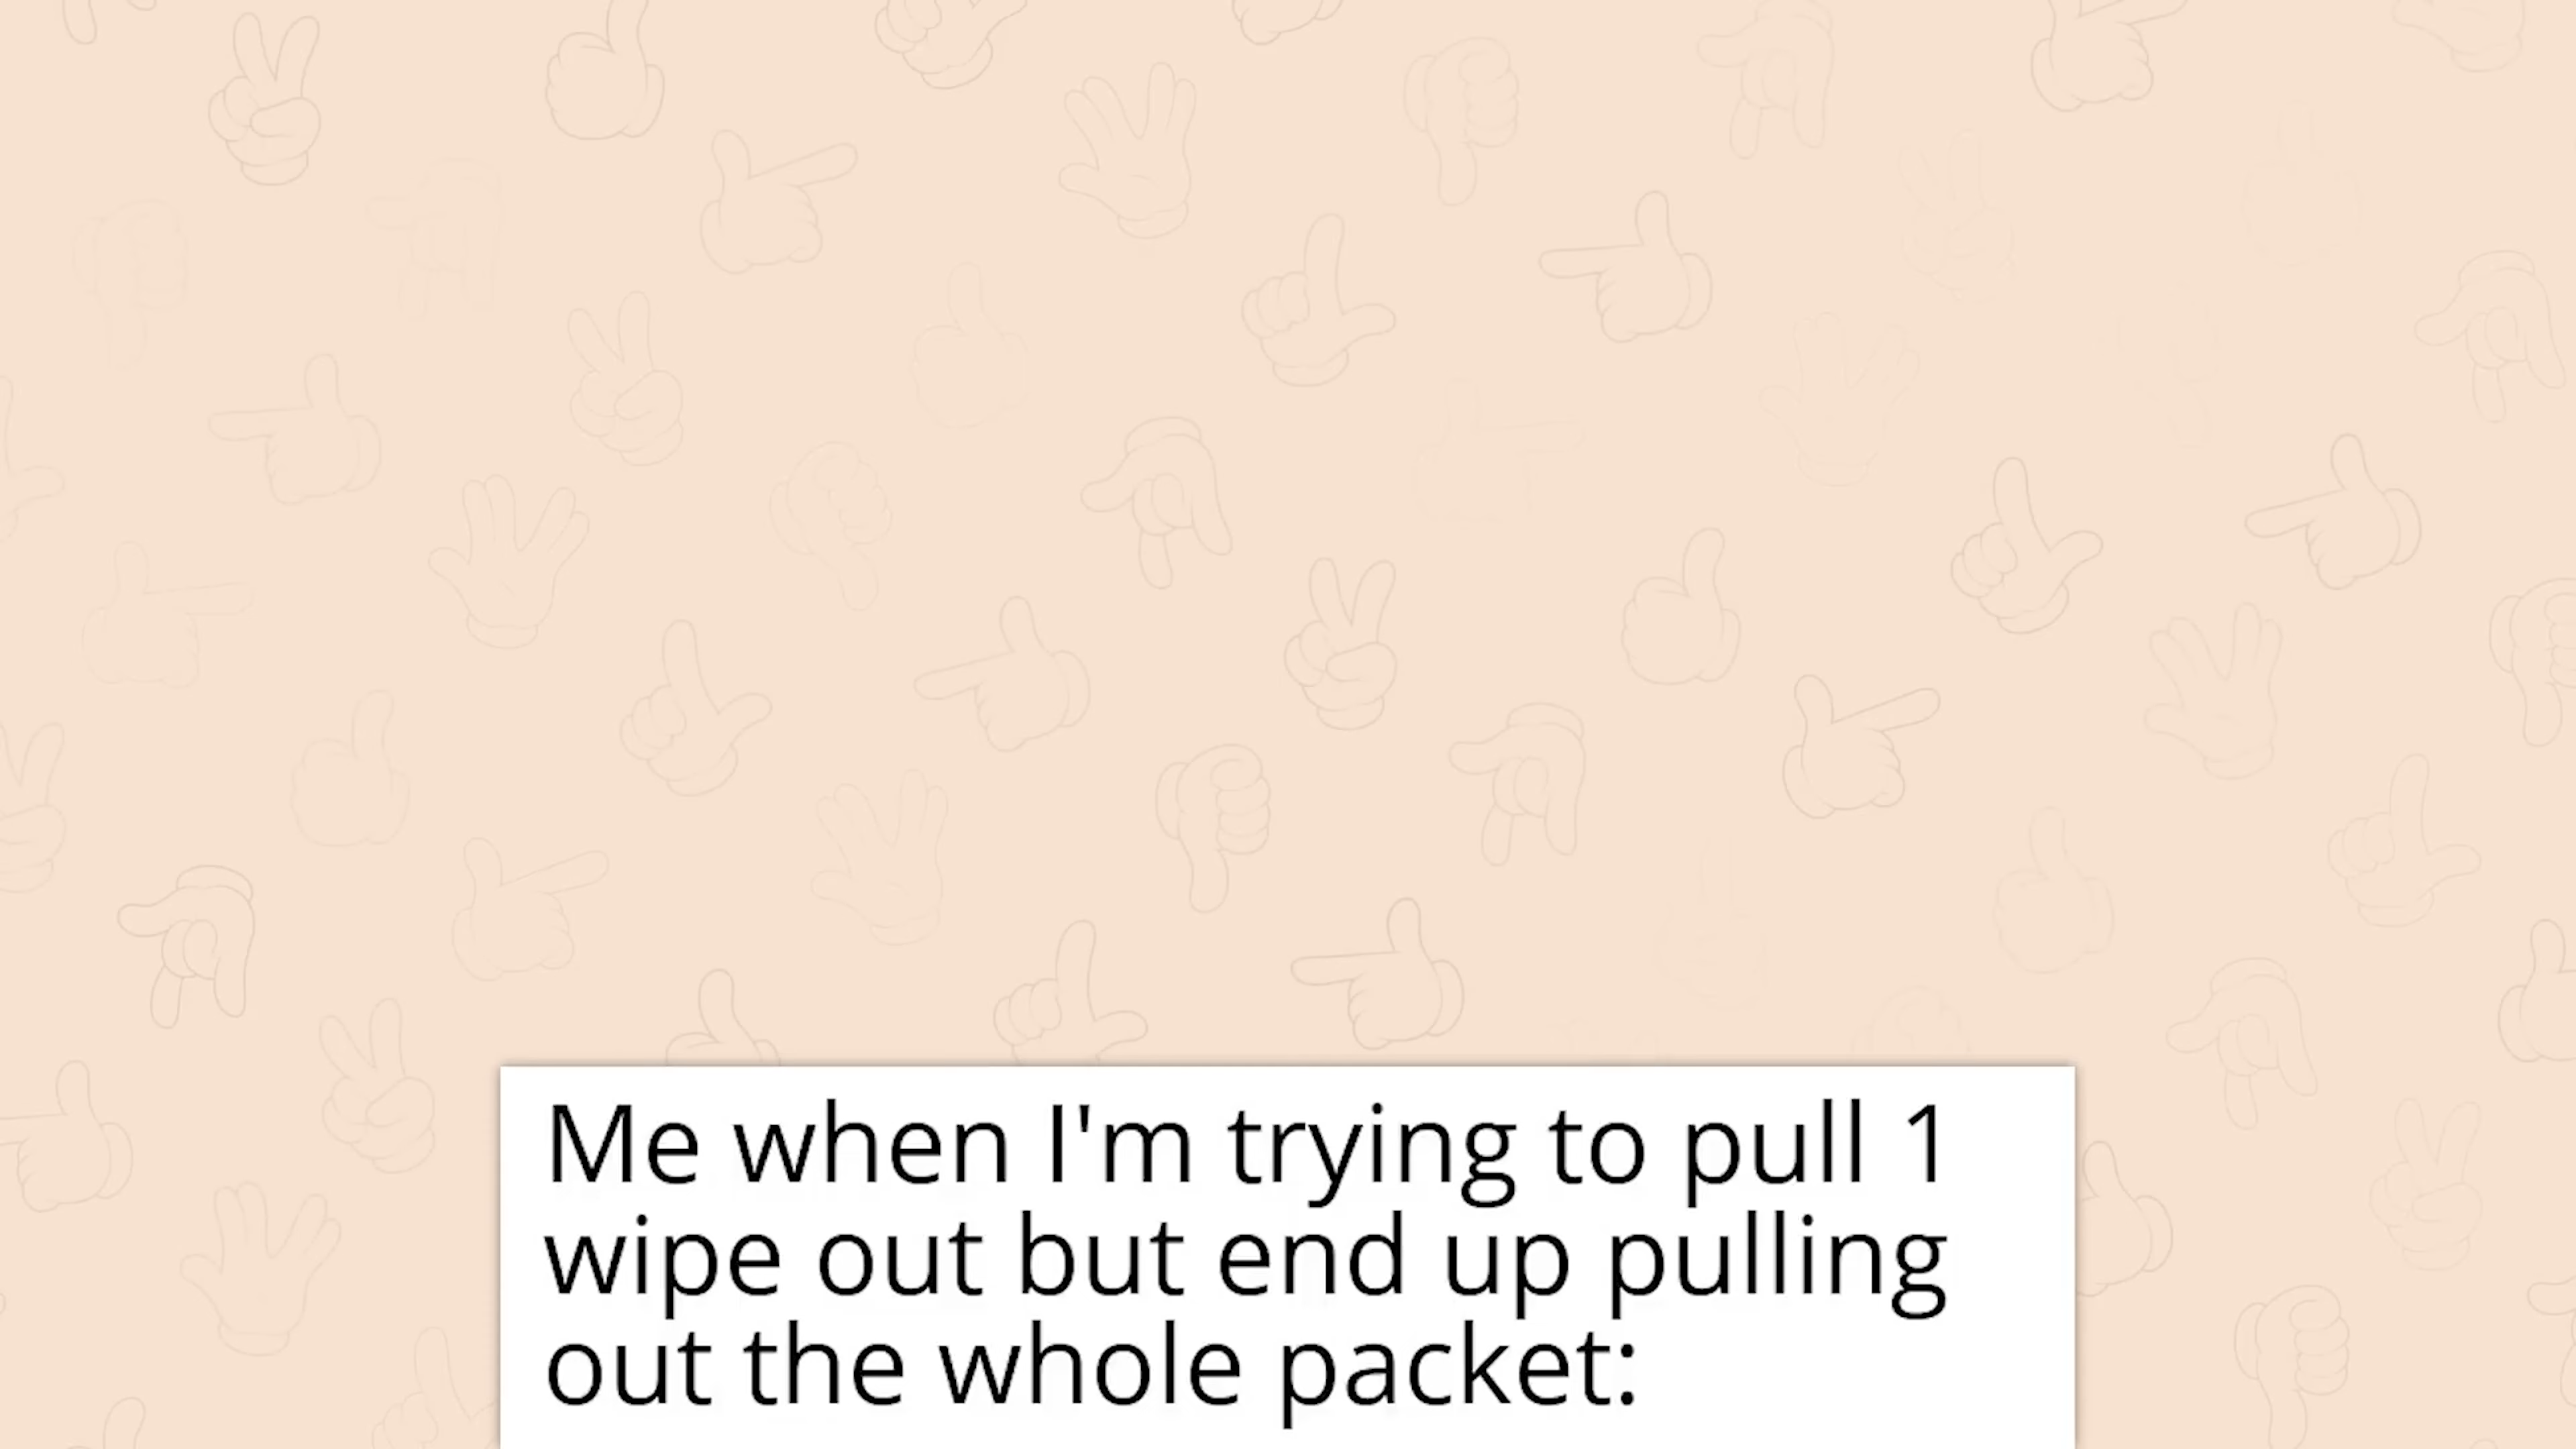 Me when I'm trying to pull 1
wipe out but end up pulling
out the whole packet: